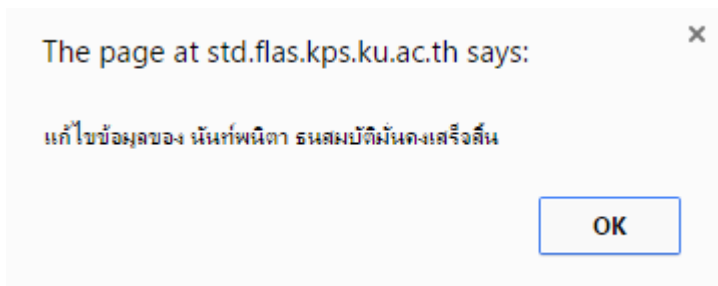 The page at std.flas.kps.ku.ac.th says:
แก้ไขข้อมูลของ นันท์พนิตา ธนสมบัติมั่นคงเสร็จสิ้น
OK